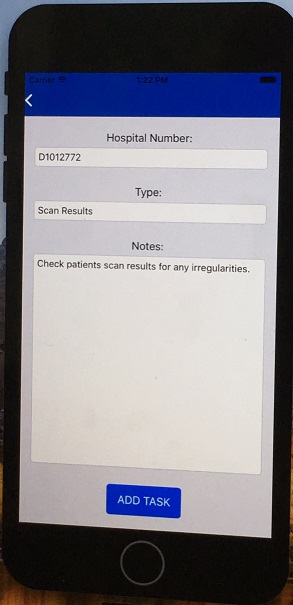 Carrier 1:22 PM
Hospital Number:
D1012772
Type:
Scan Results
Notes:
Check patients scan results for any irregularities.
ADD TASK